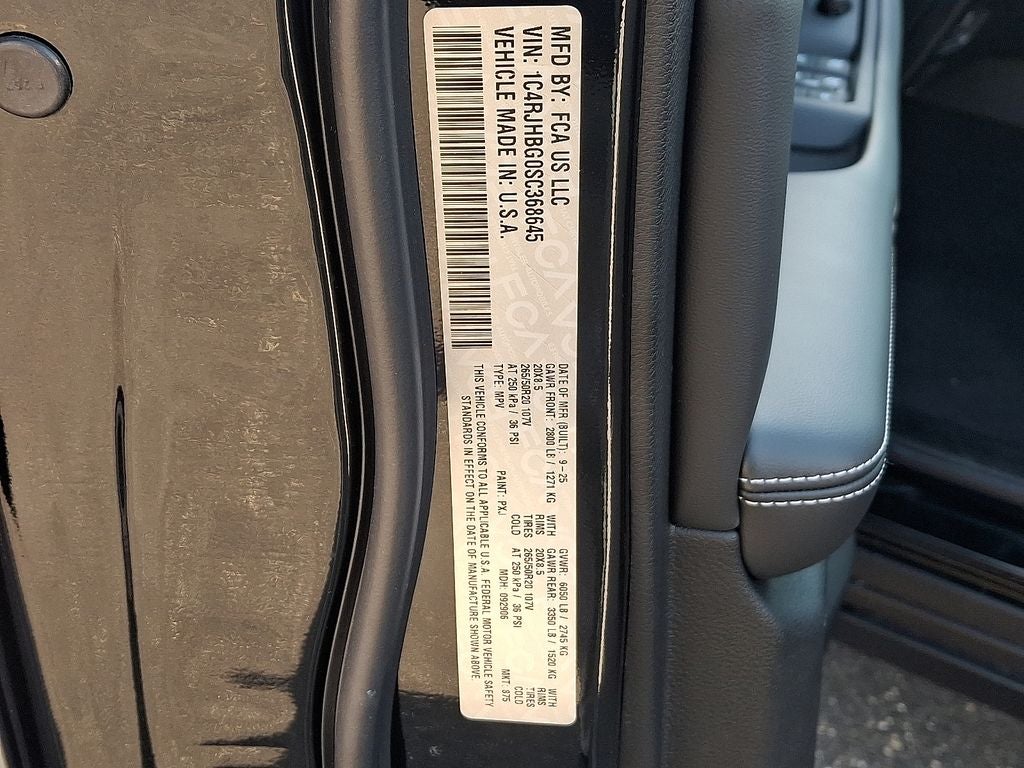 MFD BY: FCA US LLC
VIN: 1C4RJHBG0SC368645
VEHICLE MADE IN: U.S.A.
DATE OF MFR (BUILT): 9-25 GVWR: 6050 LB / 2745 KG
GAWR FRONT: 2800 LB / 1271 KG WITH GAWR REAR: 3350 LB / 1520 KG WITH
20X8.5 RIMS 20X8.5 RIMS
265/50R20 107V TIRES 265/50R20 107V TIRES
AT 250 kPa / 36 PSI COLD AT 250 kPa / 36 PSI COLD
TYPE: MPV PAINT: PXJ MDH: 092906 MKT: 975
THIS VEHICLE CONFORMS TO ALL APPLICABLE U.S.A. FEDERAL MOTOR VEHICLE SAFETY
STANDARDS IN EFFECT ON THE DATE OF MANUFACTURE SHOWN ABOVE.